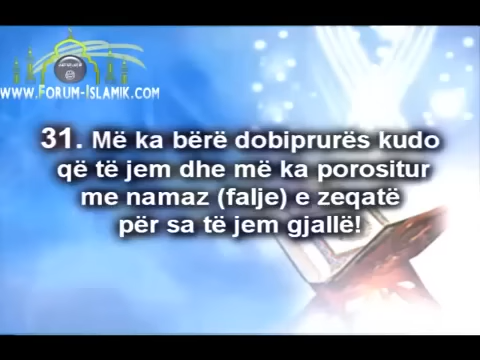 www.Forum-Islamik.com
31. Më ka bërë dobiprurës kudo
që të jem dhe më ka porositur
me namaz (falje) e zeqatë
për sa të jem gjallë!